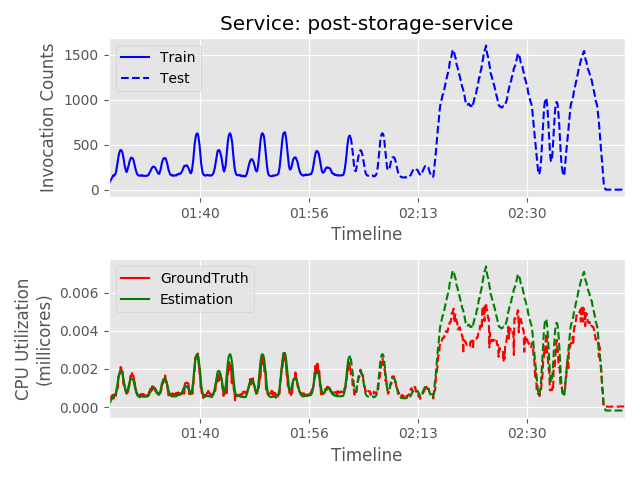 Service: post-storage-service
Invocation Counts
1500
1000
500
0
Train
Test
01:40
01:56
02:13
02:30
Timeline
CPU Utilization
(millicores)
0.006
0.004
0.002
0.000
GroundTruth
Estimation
01:40
01:56
02:13
02:30
Timeline